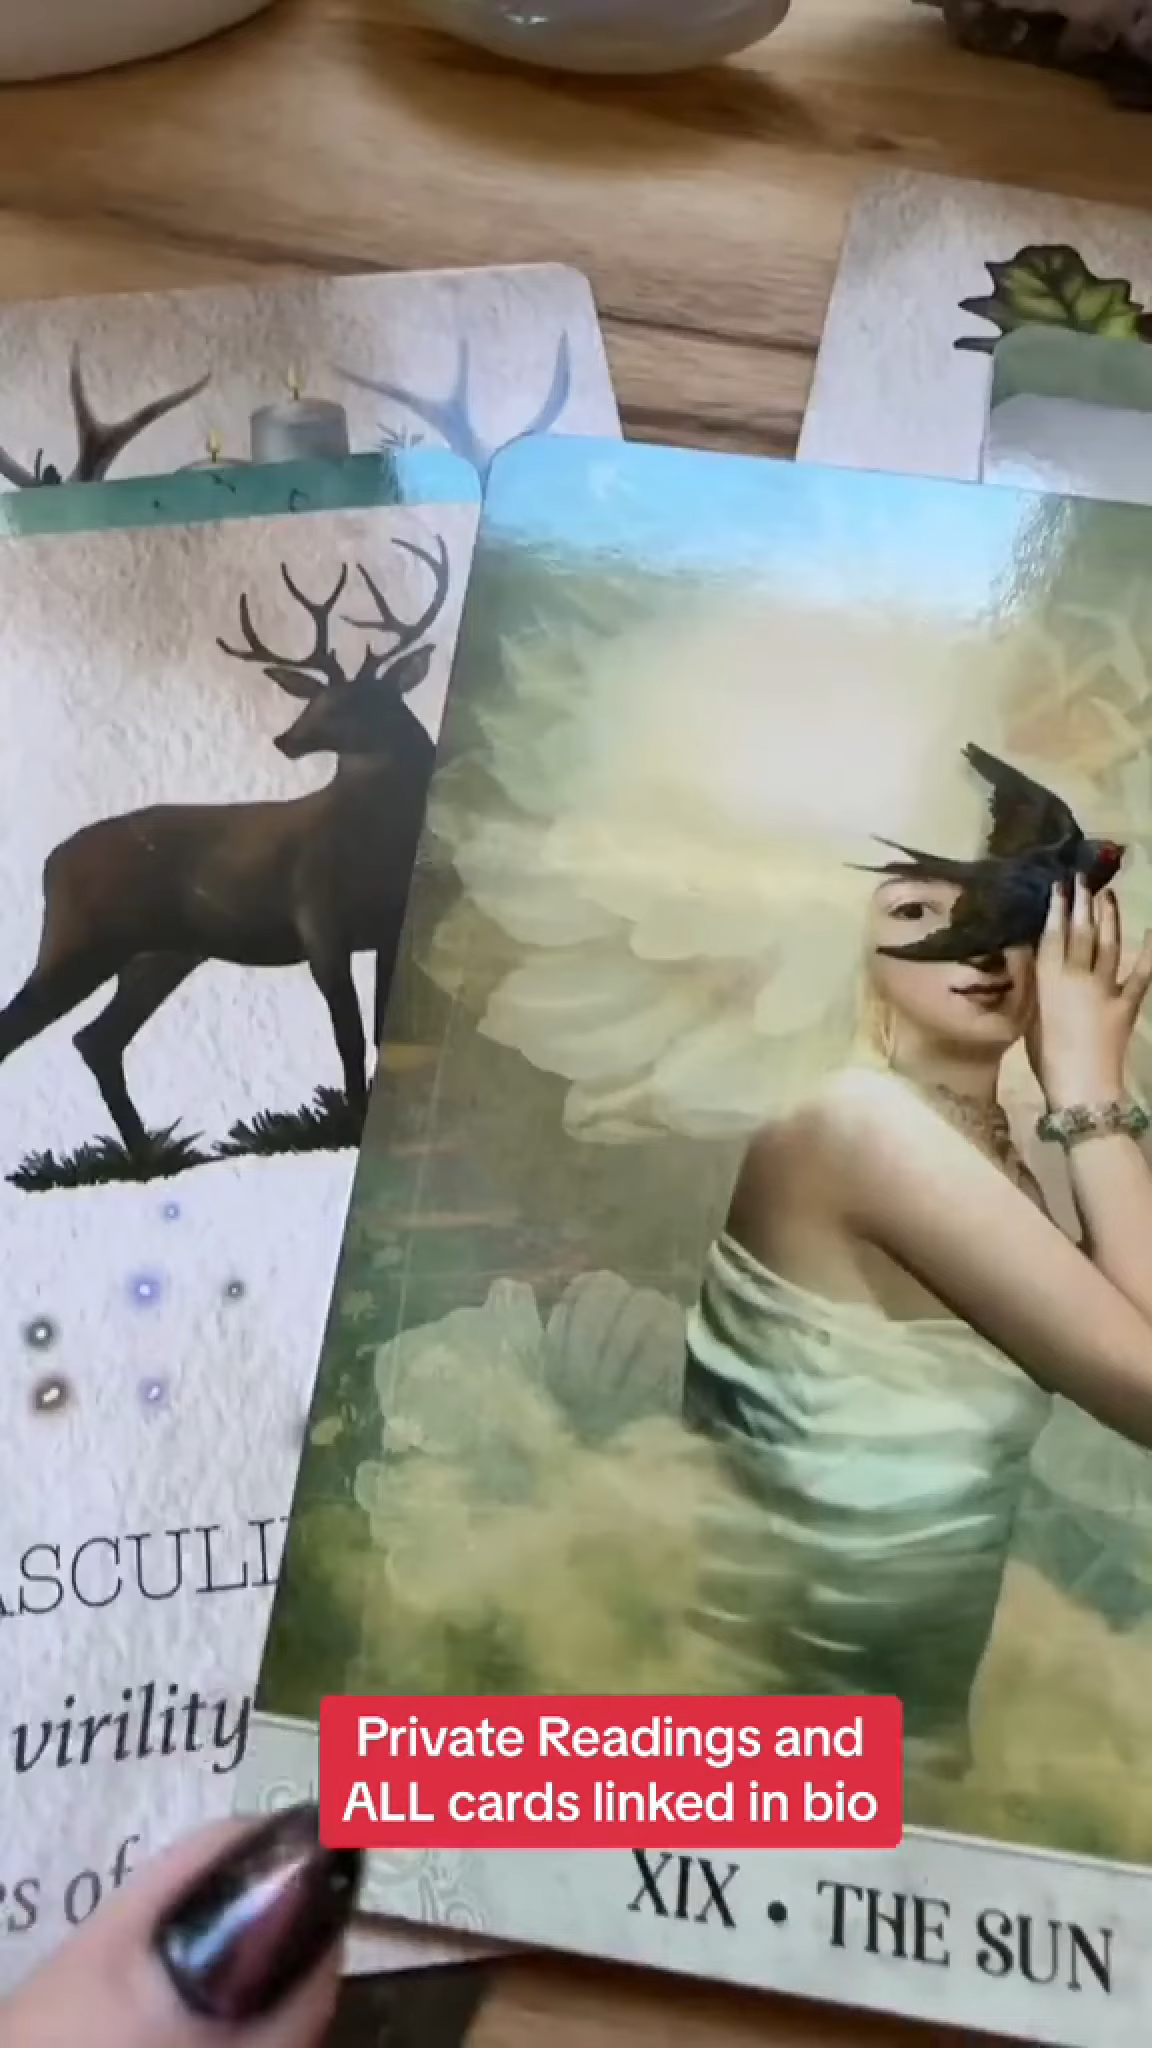 ASCULI
virility
s of
Private Readings and
ALL cards linked in bio
XIX • THE SUN